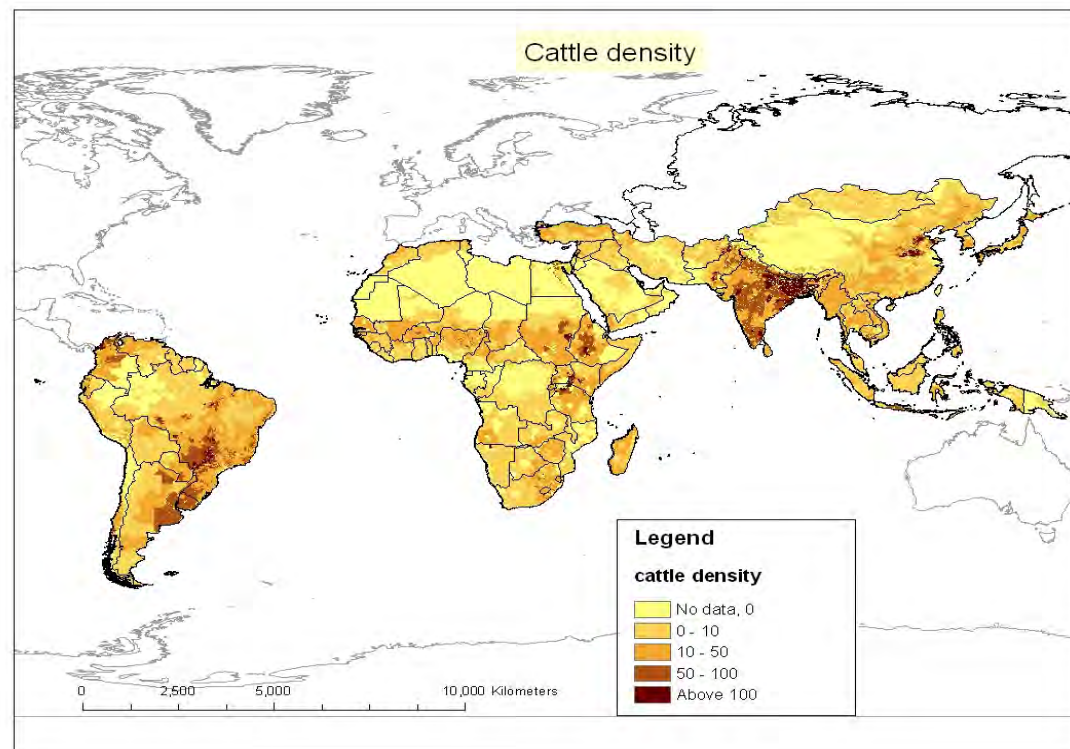 Cattle density
Legend
cattle density
No data, 0
0 - 10
10 - 50
50 - 100
Above 100
0 2,500 5,000 10,000 Kilometers